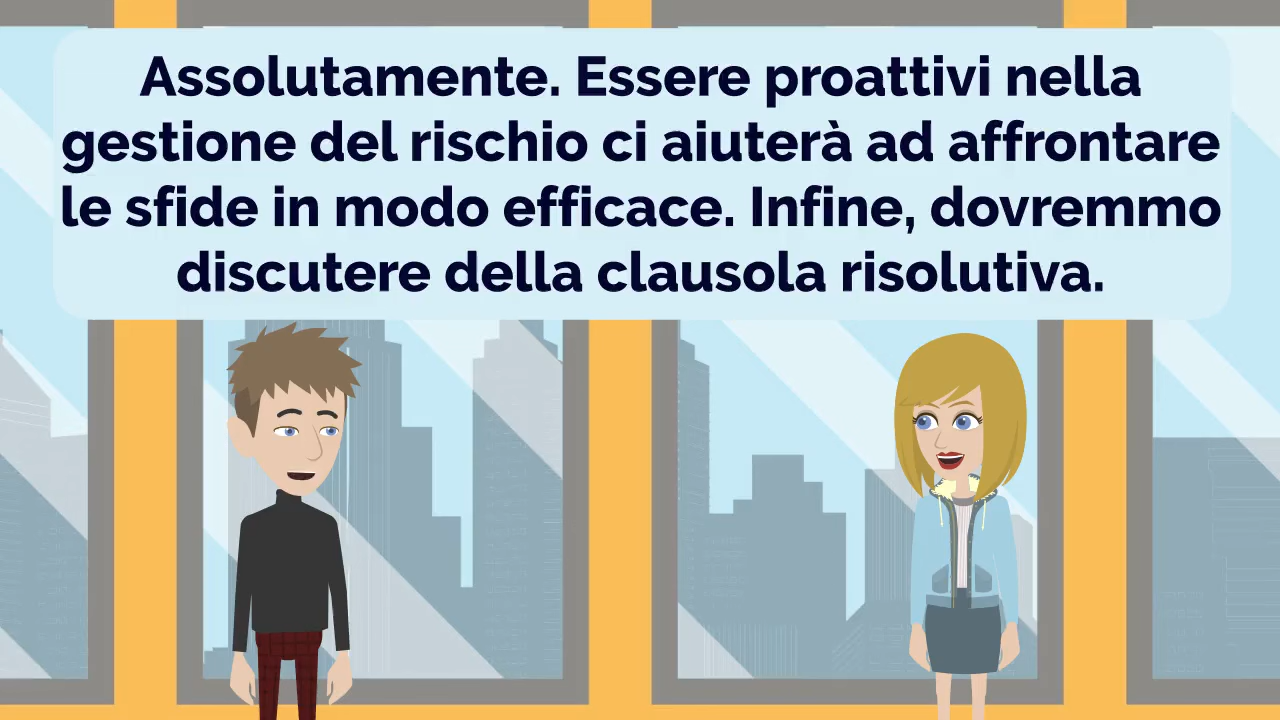 Assolutamente. Essere proattivi nella
gestione del rischio ci aiuterà ad affrontare
le sfide in modo efficace. Infine, dovremmo
discutere della clausola risolutiva.